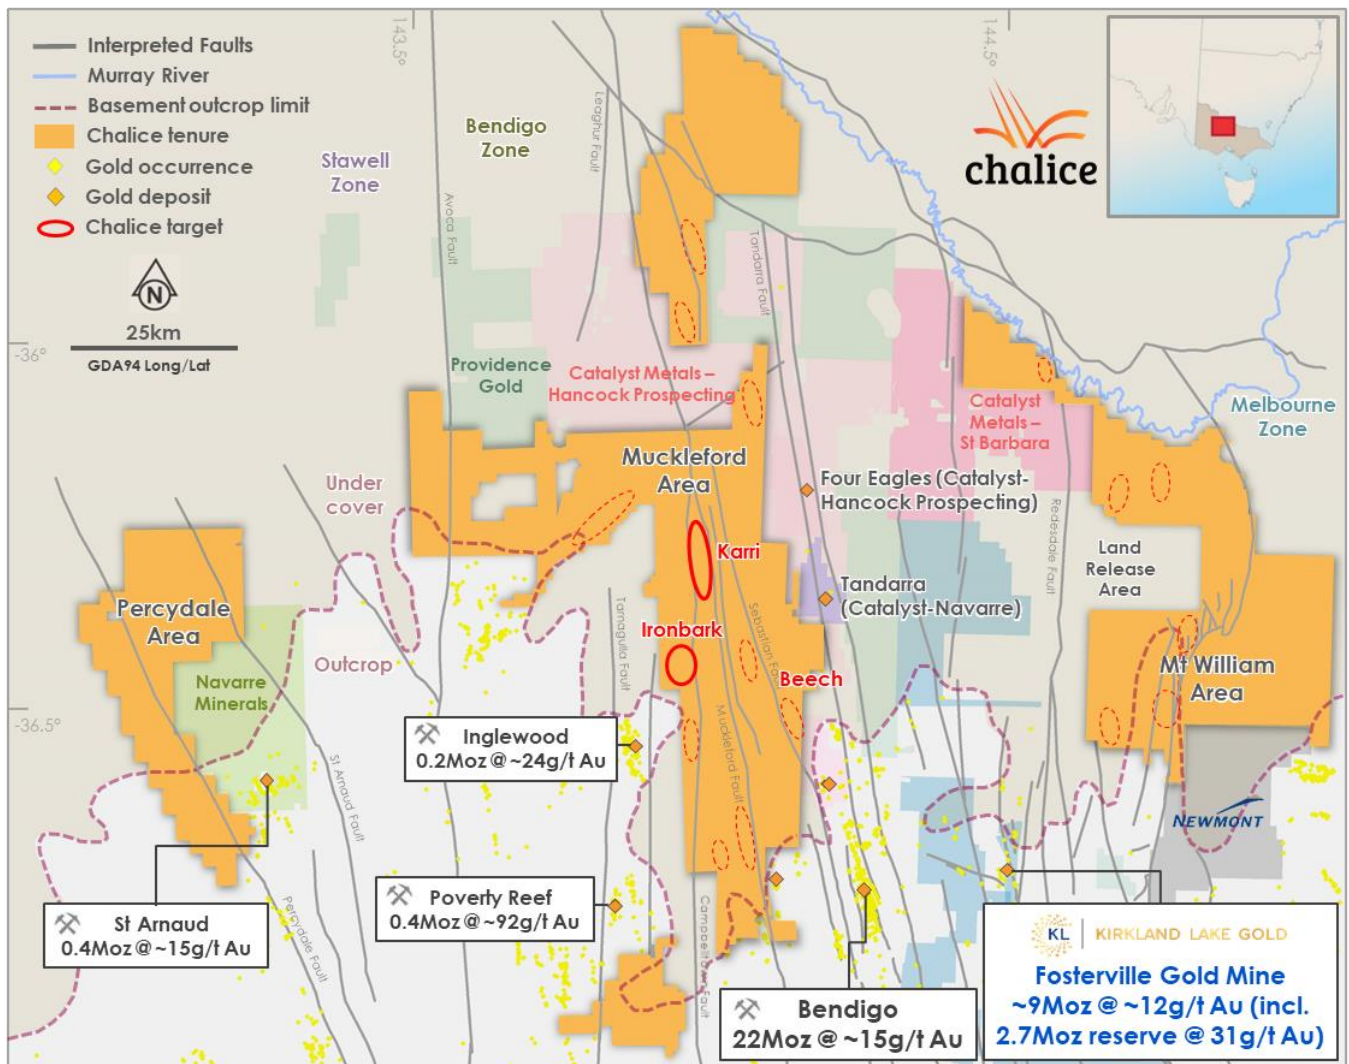 Interpreted Faults
Murray River
Basement outcrop limit
Chalice tenure
Gold occurrence
Gold deposit
Chalice target
N
25km
GDA94 Long/Lat
143.5°
144.5°
-36°
-36.5°
chalice
Stawell
Zone
Bendigo
Zone
Melbourne
Zone
Leaghur Fault
Avoca Fault
Tandarra Fault
Providence
Gold
Catalyst Metals –
Hancock Prospecting
Catalyst
Metals –
St Barbara
Muckleford
Area
Under
cover
Four Eagles (Catalyst-
Hancock Prospecting)
Redesdale Fault
Karri
Land
Release
Area
Percydale
Area
Tandarra
(Catalyst-Navarre)
Tarnagulla Fault
Sebastian Fault
Ironbark
Outcrop
Beech
Mt William
Area
Navarre
Minerals
Muckleford Fault
St Arnaud Fault
Inglewood
0.2Moz @ ~24g/t Au
NEWMONT
Poverty Reef
0.4Moz @ ~92g/t Au
St Arnaud
0.4Moz @ ~15g/t Au
Percydale Fault
Campbelltown Fault
Bendigo
22Moz @ ~15g/t Au
KL
KIRKLAND LAKE GOLD
Fosterville Gold Mine
~9Moz @ ~12g/t Au (incl.
2.7Moz reserve @ 31g/t Au)